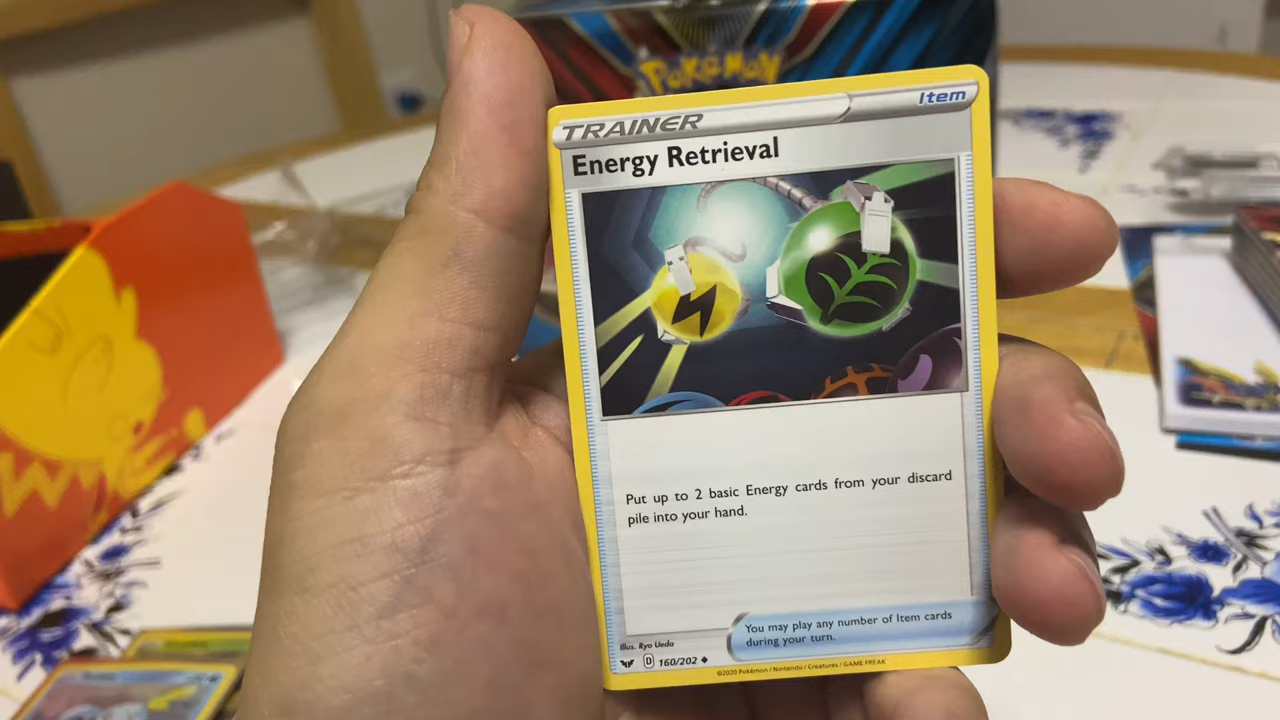 POKéMON
TRAINER
Item
Energy Retrieval
Put up to 2 basic Energy cards from your discard
pile into your hand.
You may play any number of Item cards
during your turn.
Illus. Ryo Ueda
D 160/202
©2020 Pokémon / Nintendo / Creatures / GAME FREAK